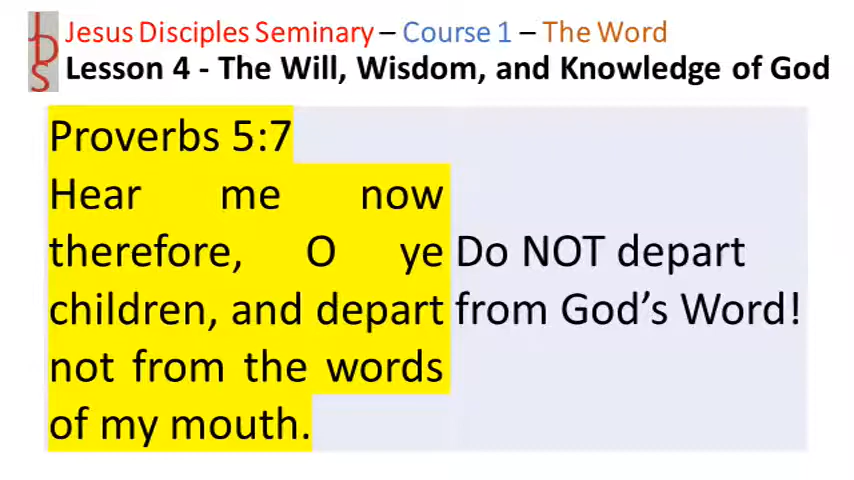 JDS
Jesus Disciples Seminary – Course 1 – The Word
Lesson 4 - The Will, Wisdom, and Knowledge of God
Proverbs 5:7
Hear me now
therefore, O ye
children, and depart
not from the words
of my mouth.
Do NOT depart
from God’s Word!